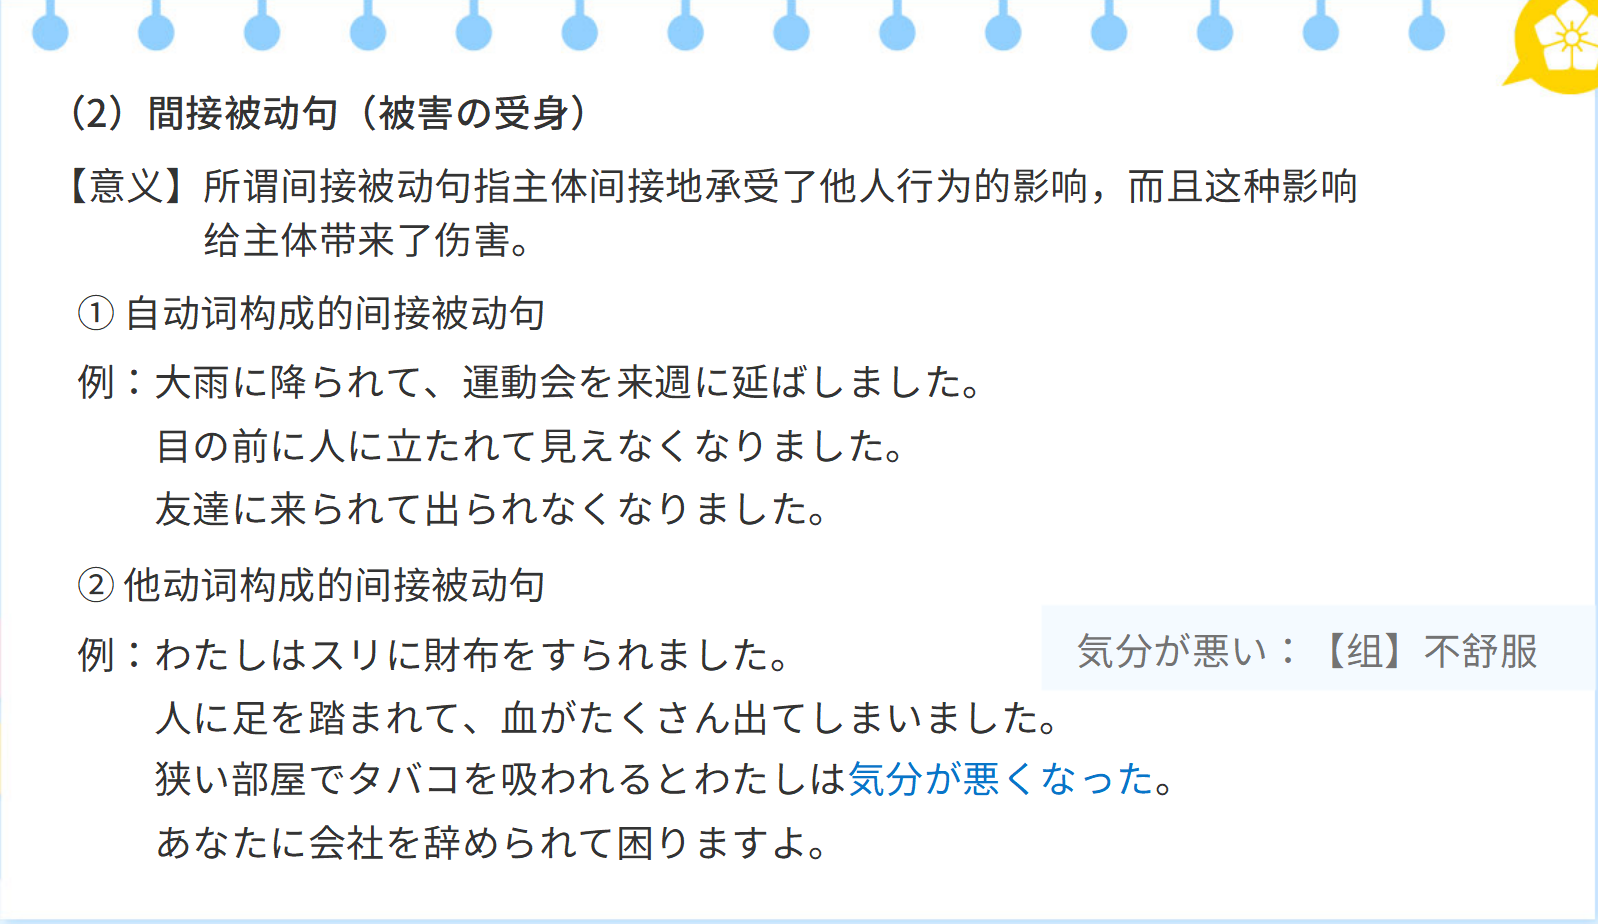 （2）間接被动句（被害の受身）
【意义】所谓间接被动句指主体间接地承受了他人行为的影响，而且这种影响
给主体带来了伤害。
① 自动词构成的间接被动句
例：大雨に降られて、運動会を来週に延ばしました。
目の前に人に立たれて見えなくなりました。
友達に来られて出られなくなりました。
② 他动词构成的间接被动句
例：わたしはスリに財布をすられました。
気分が悪い：【组】不舒服
人に足を踏まれて、血がたくさん出てしまいました。
狭い部屋でタバコを吸われるとわたしは気分が悪くなった。
あなたに会社を辞められて困りますよ。